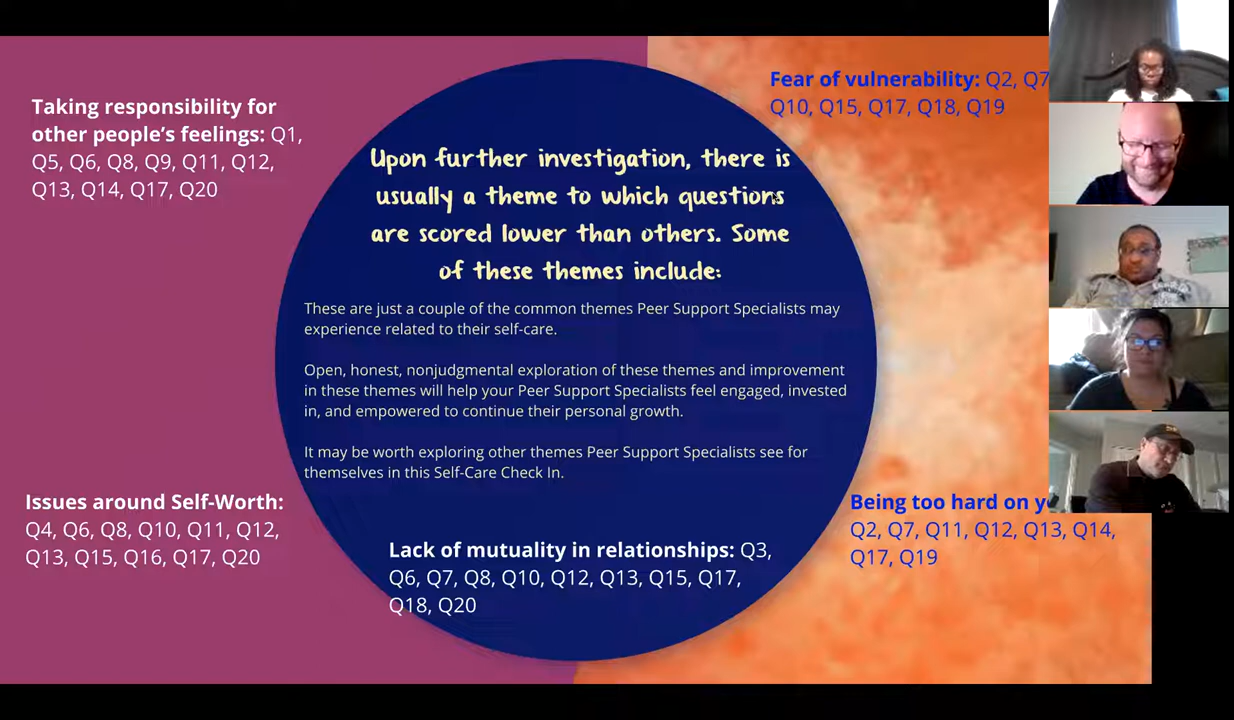 Taking responsibility for
other people's feelings: Q1,
Q5, Q6, Q8, Q9, Q11, Q12,
Q13, Q14, Q17, Q20
Fear of vulnerability: Q2, Q7
Q10, Q15, Q17, Q18, Q19
Upon further investigation, there is
usually a theme to which questions
are scored lower than others. Some
of these themes include:
These are just a couple of the common themes Peer Support Specialists may
experience related to their self-care.
Open, honest, nonjudgmental exploration of these themes and improvement
in these themes will help your Peer Support Specialists feel engaged, invested
in, and empowered to continue their personal growth.
It may be worth exploring other themes Peer Support Specialists see for
themselves in this Self-Care Check In.
Issues around Self-Worth:
Q4, Q6, Q8, Q10, Q11, Q12,
Q13, Q15, Q16, Q17, Q20
Lack of mutuality in relationships: Q3,
Q6, Q7, Q8, Q10, Q12, Q13, Q15, Q17,
Q18, Q20
Being too hard on
Q2, Q7, Q11, Q12, Q13, Q14,
Q17, Q19